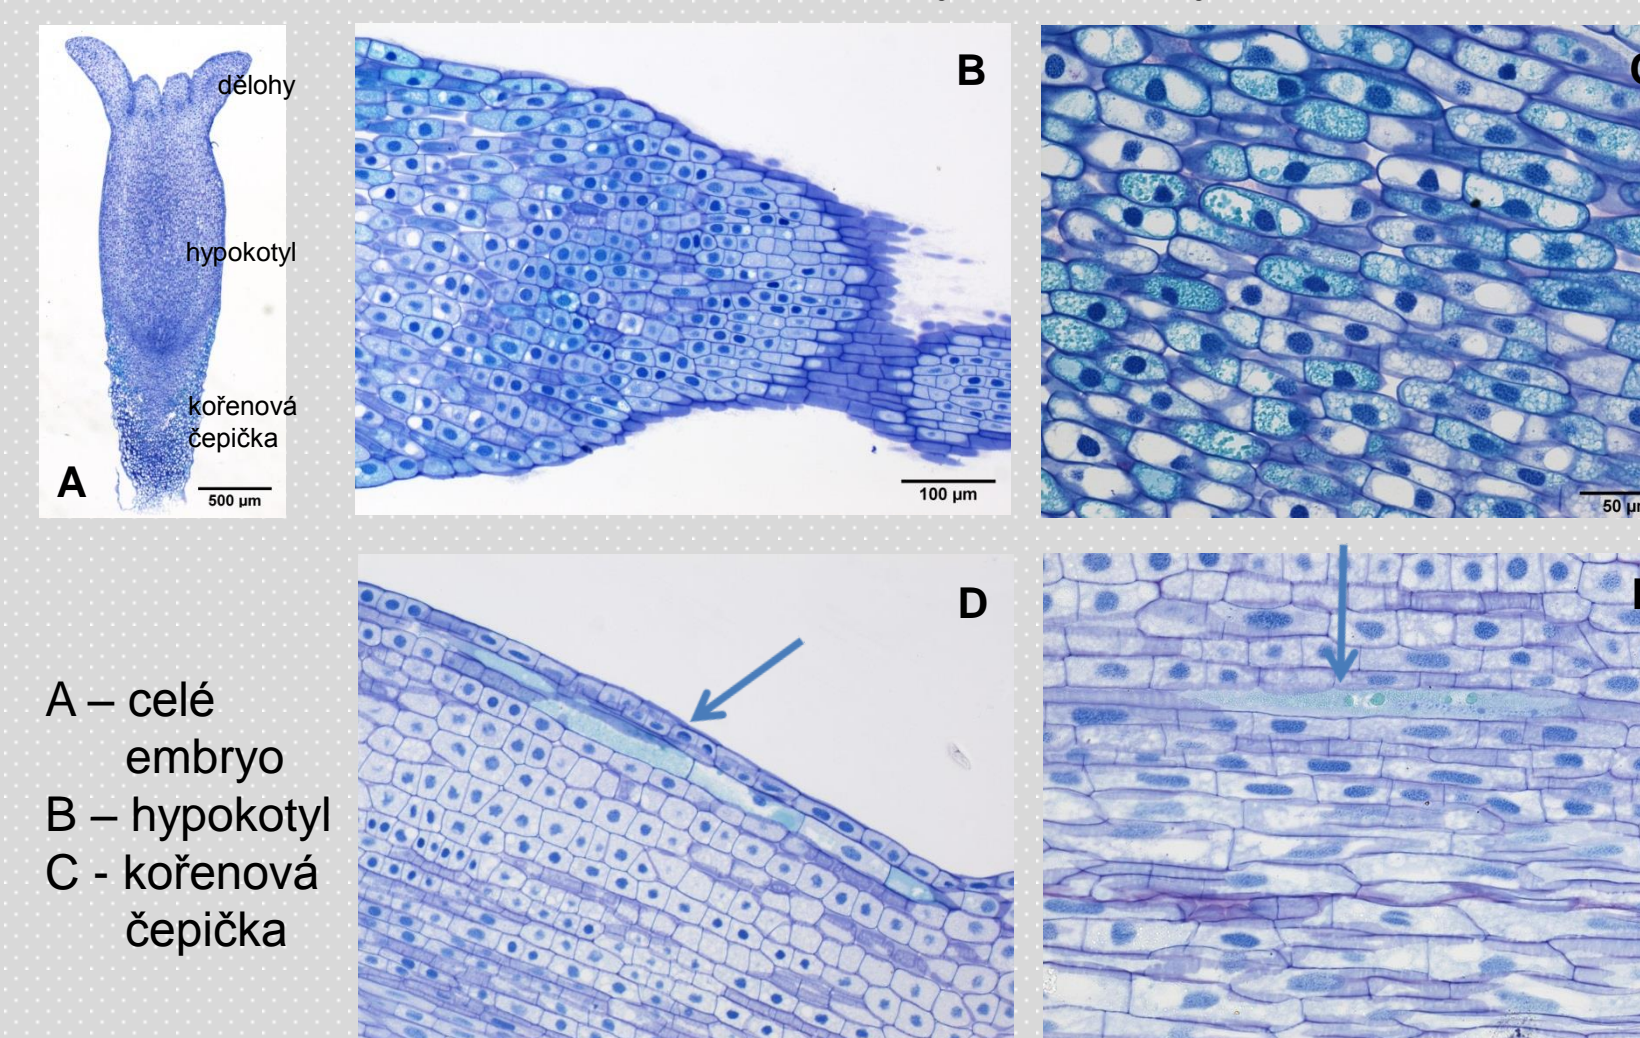 dělohy
hypokotyl
kořenová
čepička
A
500 µm
B
100 µm
D
A – celé
embryo
B – hypokotyl
C - kořenová
čepička